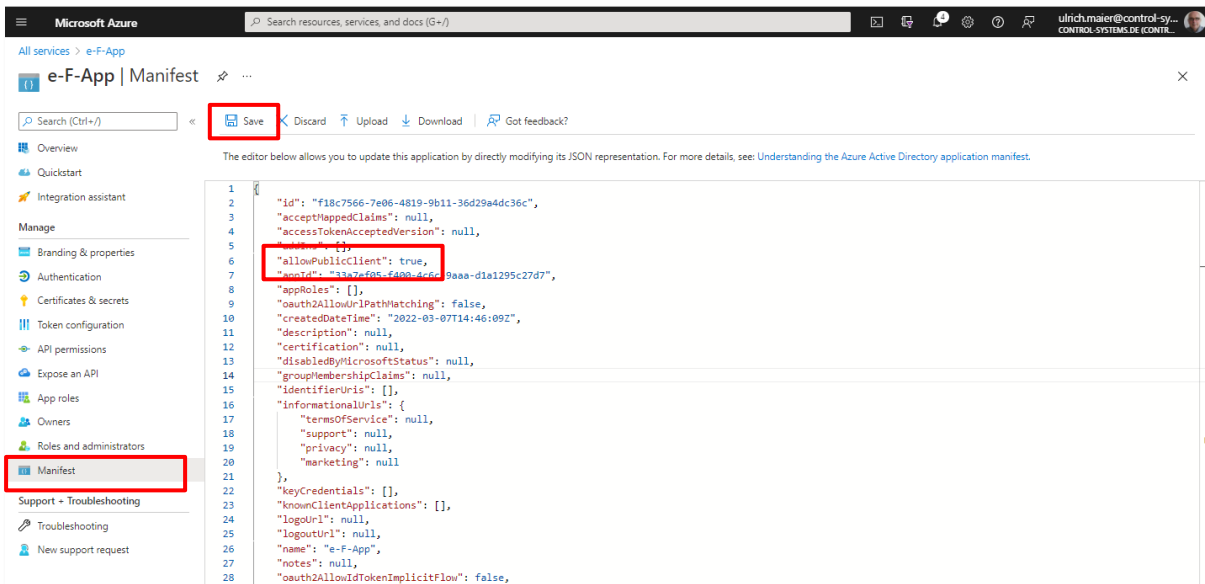 Microsoft Azure
Search resources, services, and docs (G+/)
4
ulrich.maier@control-sy...
CONTROL-SYSTEMS.DE (CONTR...
All services > e-F-App
e-F-App | Manifest
Search (Ctrl+/)
Save
Discard
Upload
Download
Got feedback?
Overview
Quickstart
Integration assistant
Manage
Branding & properties
Authentication
Certificates & secrets
Token configuration
API permissions
Expose an API
App roles
Owners
Roles and administrators
Manifest
Support + Troubleshooting
Troubleshooting
New support request
The editor below allows you to update this application by directly modifying its JSON representation. For more details, see: Understanding the Azure Active Directory application manifest.
1 {
2 "id": "f18c7566-7e06-4819-9b11-36d29a4dc36c",
3 "acceptMappedClaims": null,
4 "accessTokenAcceptedVersion": null,
5 "addIns": [],
6 "allowPublicClient": true,
7 "appId": "33a7ef05-f400-4c6c-9aaa-d1a1295c27d7",
8 "appRoles": [],
9 "oauth2AllowUrlPathMatching": false,
10 "createdDateTime": "2022-03-07T14:46:09Z",
11 "description": null,
12 "certification": null,
13 "disabledByMicrosoftStatus": null,
14 "groupMembershipClaims": null,
15 "identifierUris": [],
16 "informationalUrls": {
17 "termsOfService": null,
18 "support": null,
19 "privacy": null,
20 "marketing": null
21 },
22 "keyCredentials": [],
23 "knownClientApplications": [],
24 "logoUrl": null,
25 "logoutUrl": null,
26 "name": "e-F-App",
27 "notes": null,
28 "oauth2AllowIdTokenImplicitFlow": false,